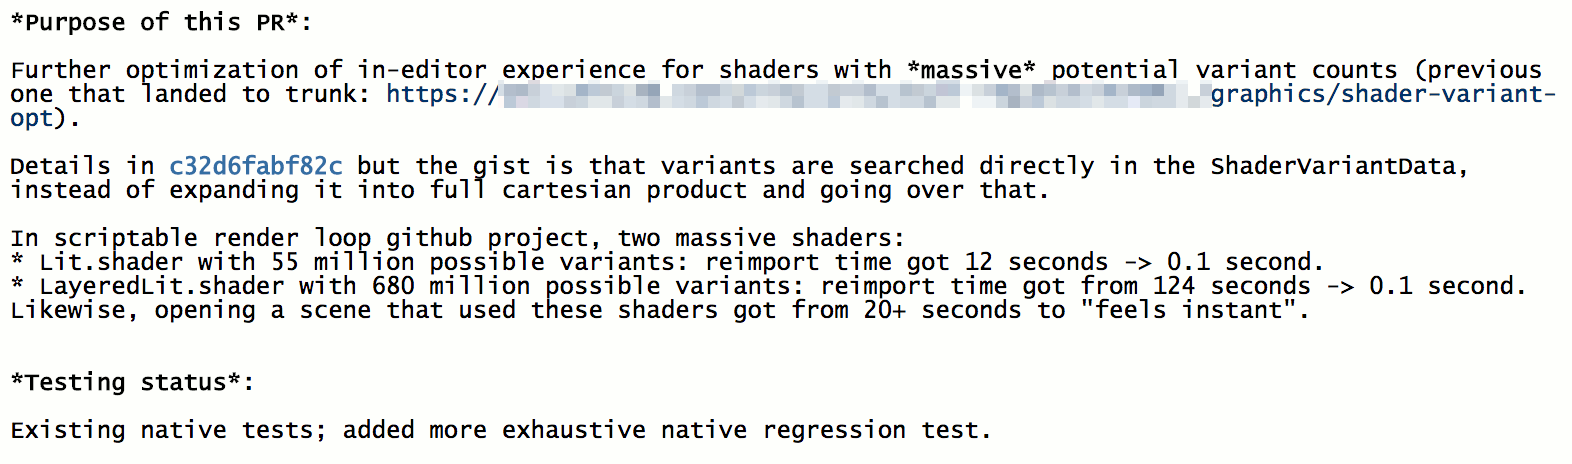 *Purpose of this PR*:
Further optimization of in-editor experience for shaders with *massive* potential variant counts (previous
one that landed to trunk: https://graphics/shader-variant-
opt).
Details in c32d6fabf82c but the gist is that variants are searched directly in the ShaderVariantData,
instead of expanding it into full cartesian product and going over that.
In scriptable render loop github project, two massive shaders:
* Lit.shader with 55 million possible variants: reimport time got 12 seconds -> 0.1 second.
* LayeredLit.shader with 680 million possible variants: reimport time got from 124 seconds -> 0.1 second.
Likewise, opening a scene that used these shaders got from 20+ seconds to "feels instant".
*Testing status*:
Existing native tests; added more exhaustive native regression test.